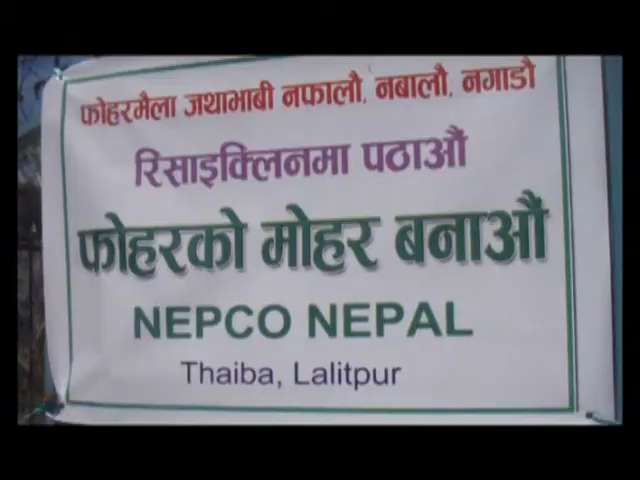 फोहरमैला जथाभाबी नफालौ, नबालौ, नगाडौ
रिसाइक्लिनमा पठाऔं
फोहरको मोहर बनाऔं
NEPCO NEPAL
Thaiba, Lalitpur